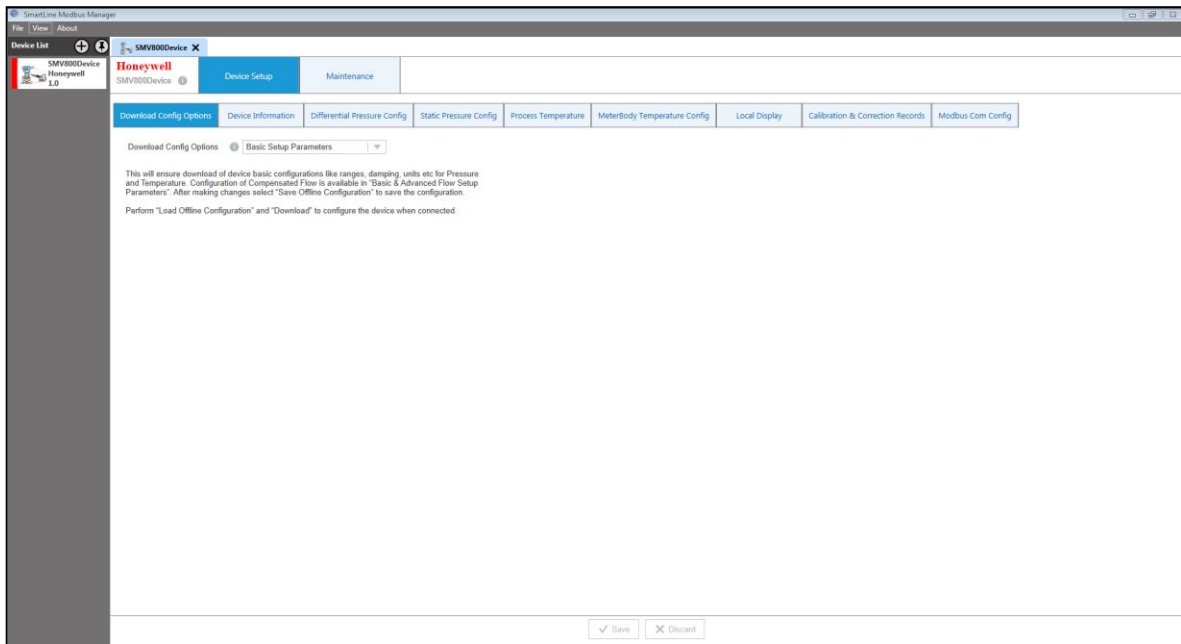 SmartLine Modbus Manager
File View About
Device List
SMV800Device
Honeywell
1.0
SMV800Device
Honeywell
SMV800Device
Device Setup
Maintenance
Download Config Options
Device Information
Differential Pressure Config
Static Pressure Config
Process Temperature
MeterBody Temperature Config
Local Display
Calibration & Correction Records
Modbus Com Config
Download Config Options
Basic Setup Parameters
This will ensure download of device basic configurations like ranges, damping, units etc for Pressure
and Temperature. Configuration of Compensated Flow is available in "Basic & Advanced Flow Setup
Parameters". After making changes select "Save Offline Configuration" to save the configuration.
Perform "Load Offline Configuration" and "Download" to configure the device when connected.
Save
Discard